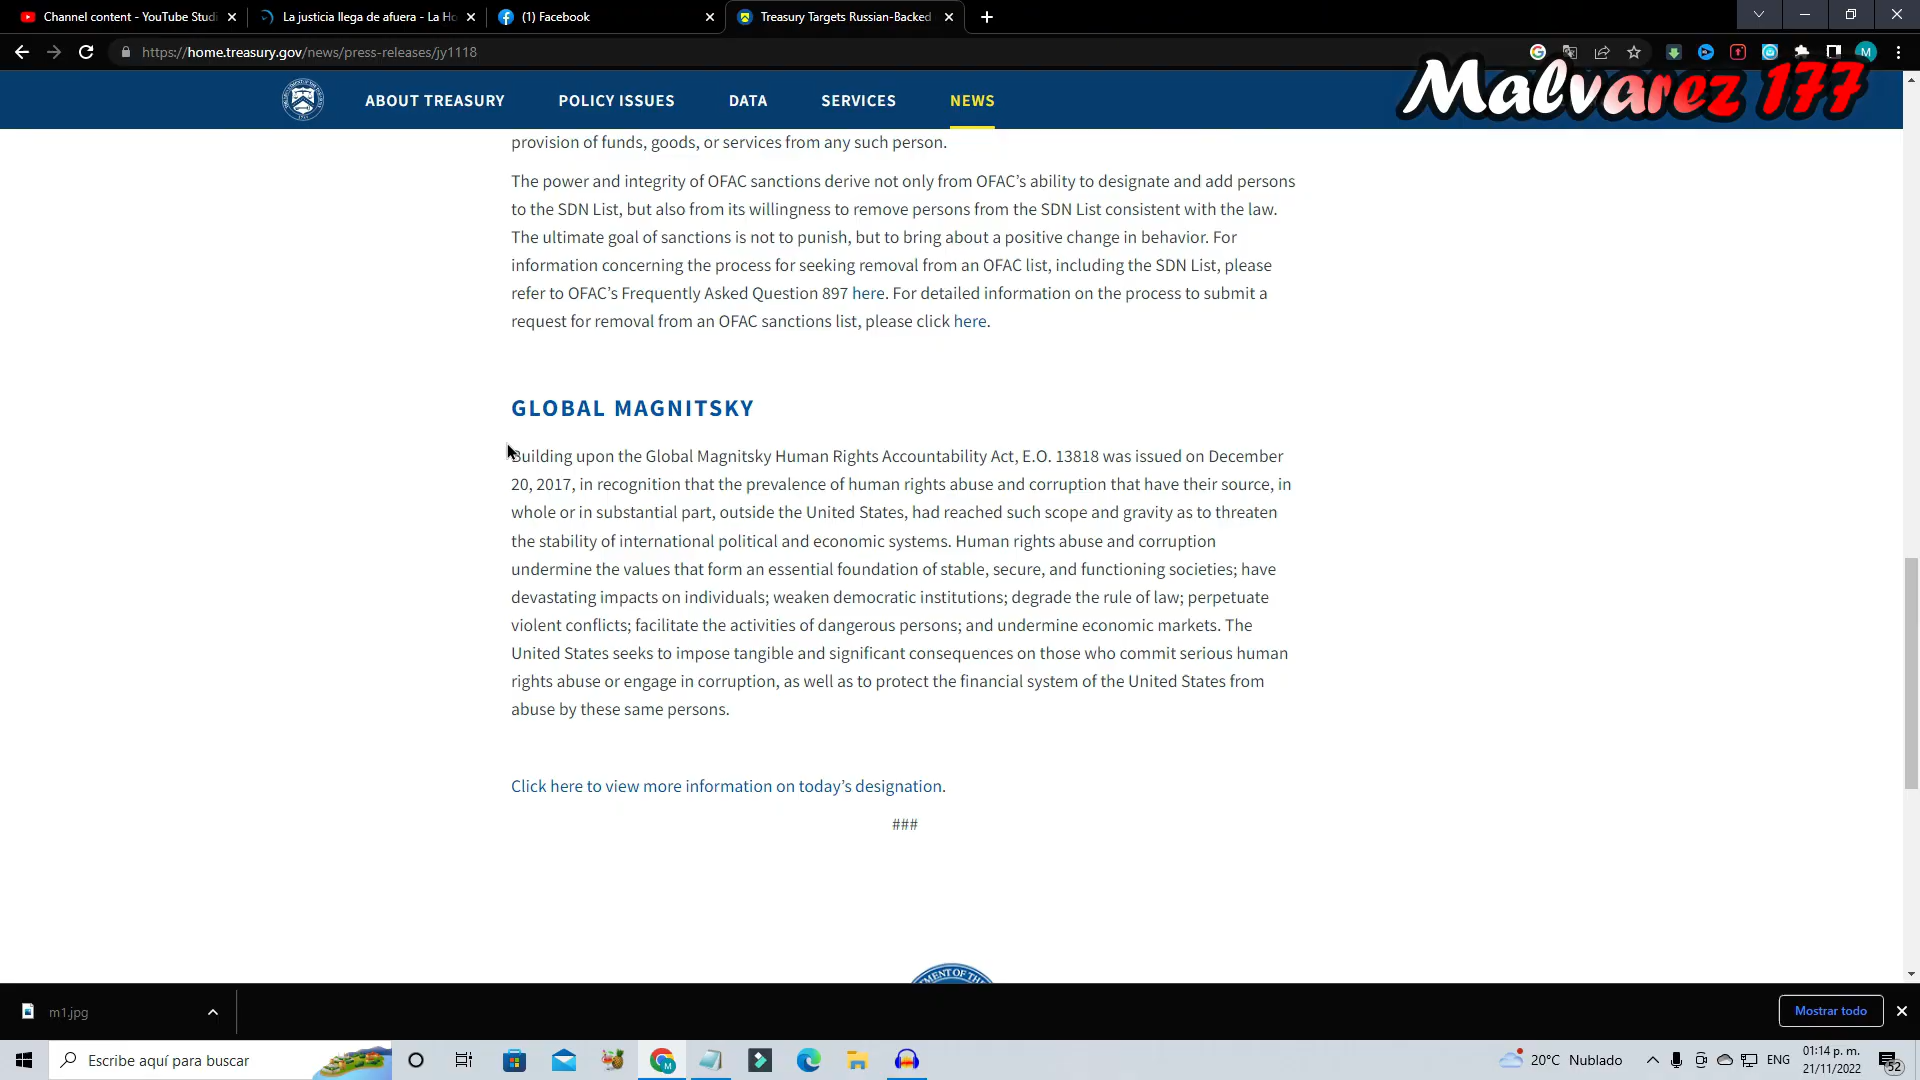 Channel content - YouTube Studi
La justicia llega de afuera - La Ho
(1) Facebook
Treasury Targets Russian-Backed
https://home.treasury.gov/news/press-releases/jy1118
M
Malvarez 177
ABOUT TREASURY
POLICY ISSUES
DATA
SERVICES
NEWS
provision of funds, goods, or services from any such person.
The power and integrity of OFAC sanctions derive not only from OFAC’s ability to designate and add persons
to the SDN List, but also from its willingness to remove persons from the SDN List consistent with the law.
The ultimate goal of sanctions is not to punish, but to bring about a positive change in behavior. For
information concerning the process for seeking removal from an OFAC list, including the SDN List, please
refer to OFAC’s Frequently Asked Question 897 here. For detailed information on the process to submit a
request for removal from an OFAC sanctions list, please click here.
GLOBAL MAGNITSKY
Building upon the Global Magnitsky Human Rights Accountability Act, E.O. 13818 was issued on December
20, 2017, in recognition that the prevalence of human rights abuse and corruption that have their source, in
whole or in substantial part, outside the United States, had reached such scope and gravity as to threaten
the stability of international political and economic systems. Human rights abuse and corruption
undermine the values that form an essential foundation of stable, secure, and functioning societies; have
devastating impacts on individuals; weaken democratic institutions; degrade the rule of law; perpetuate
violent conflicts; facilitate the activities of dangerous persons; and undermine economic markets. The
United States seeks to impose tangible and significant consequences on those who commit serious human
rights abuse or engage in corruption, as well as to protect the financial system of the United States from
abuse by these same persons.
Click here to view more information on today’s designation.
###
MENT OF THE
m1.jpg
Mostrar todo
Escribe aquí para buscar
20°C Nublado
ENG
01:14 p. m.
21/11/2022
52